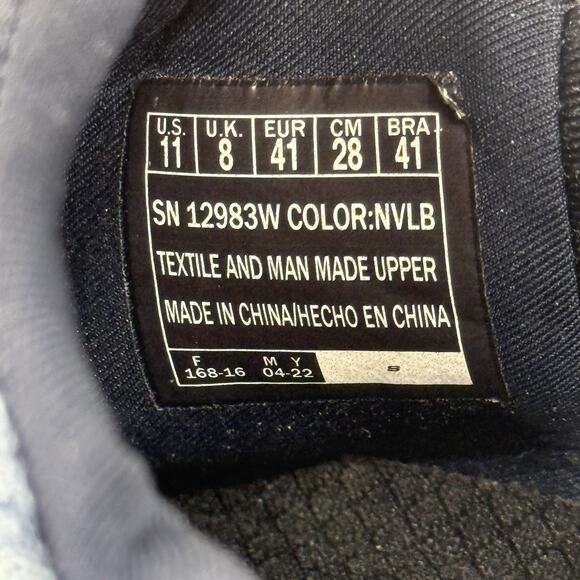 U.S. U.K. EUR CM BRA
11 8 41 28 41
SN 12983W COLOR:NVLB
TEXTILE AND MAN MADE UPPER
MADE IN CHINA/HECHO EN CHINA
F M Y
168-16 04-22 S